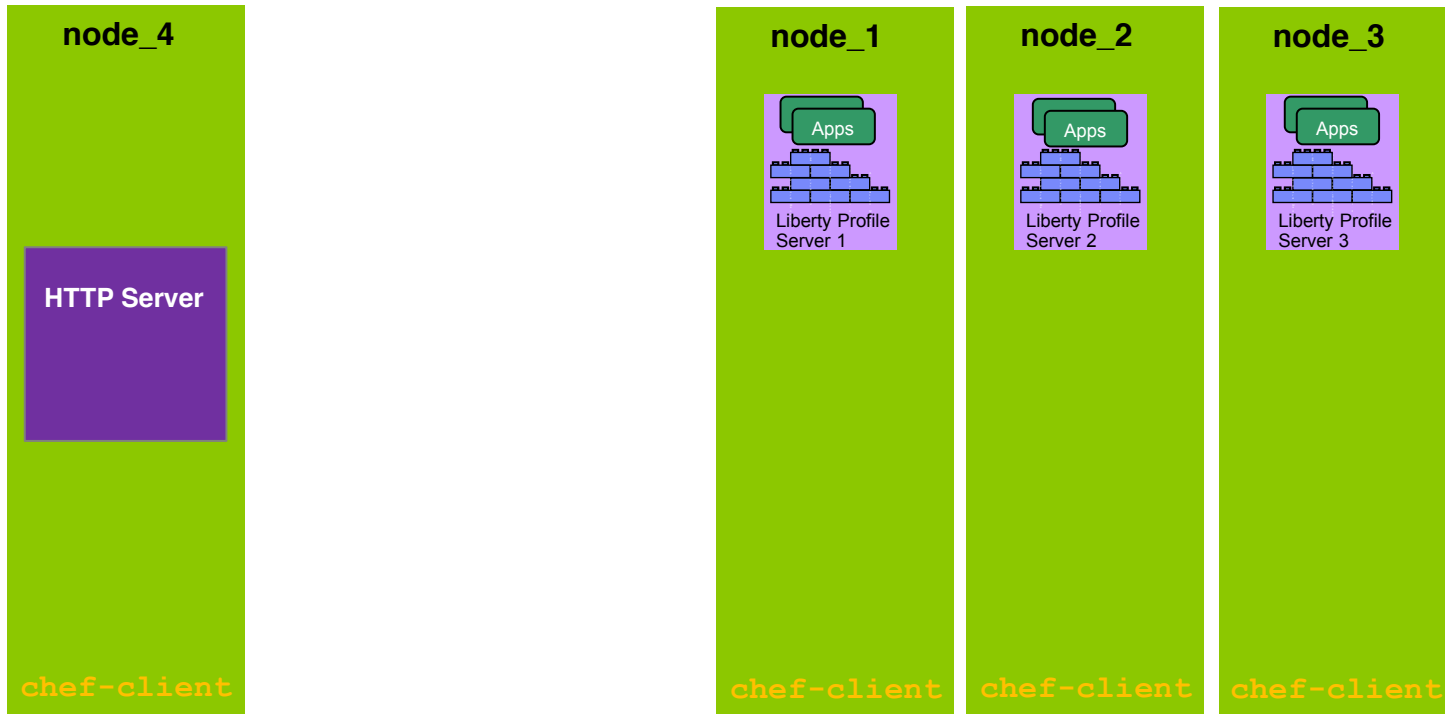 node_4
HTTP Server
chef-client
node_1
Apps
Liberty Profile
Server 1
chef-client
node_2
Apps
Liberty Profile
Server 2
chef-client
node_3
Apps
Liberty Profile
Server 3
chef-client